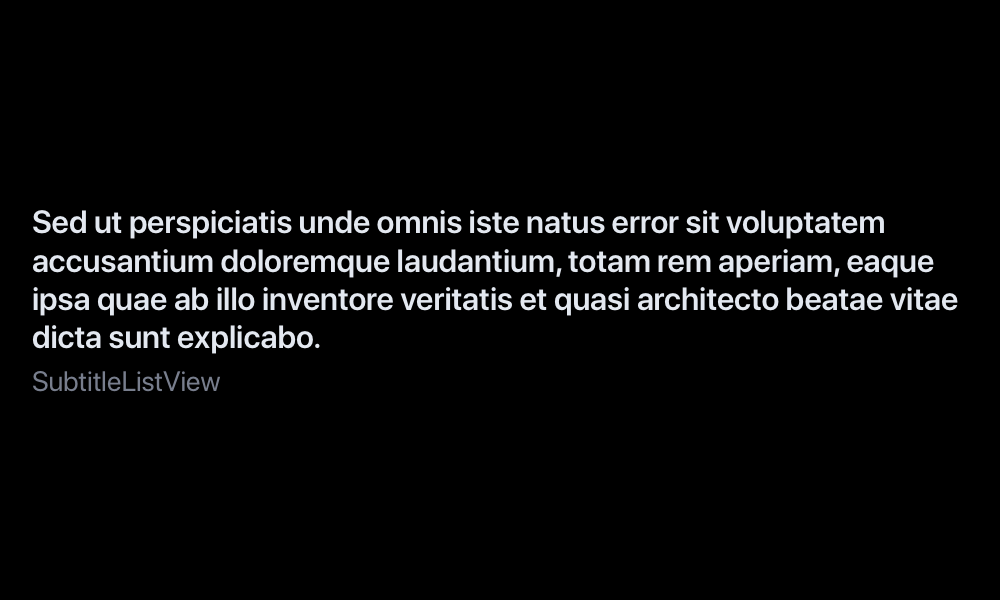 Sed ut perspiciatis unde omnis iste natus error sit voluptatem
accusantium doloremque laudantium, totam rem aperiam, eaque
ipsa quae ab illo inventore veritatis et quasi architecto beatae vitae
dicta sunt explicabo.
SubtitleListView